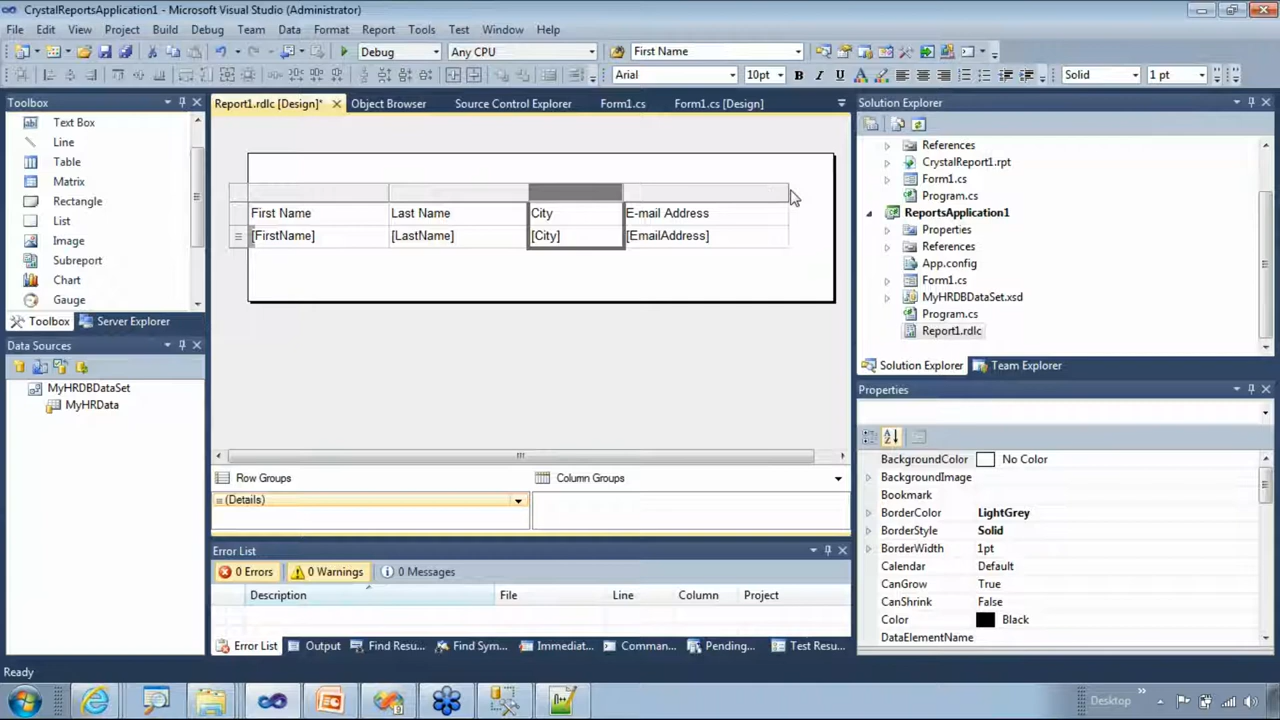 CrystalReportsApplication1 - Microsoft Visual Studio (Administrator)
File Edit View Project Build Debug Team Data Format Report Tools Test Window Help
Debug Any CPU First Name
Arial 10pt B I U A Solid 1 pt
Toolbox
Text Box
Line
Table
Matrix
Rectangle
List
Image
Subreport
Chart
Gauge
Toolbox Server Explorer
Data Sources
MyHRDBDataSet
MyHRData
Report1.rdlc [Design]* Object Browser Source Control Explorer Form1.cs Form1.cs [Design]
First Name Last Name City E-mail Address
[FirstName] [LastName] [City] [EmailAddress]
Row Groups Column Groups
(Details)
Error List
0 Errors 0 Warnings 0 Messages
Description File Line Column Project
Error List Output Find Resu... Find Sym... Immediat... Comman... Pending... Test Resu...
Solution Explorer
References
CrystalReport1.rpt
Form1.cs
Program.cs
ReportsApplication1
Properties
References
App.config
Form1.cs
MyHRDBDataSet.xsd
Program.cs
Report1.rdlc
Solution Explorer Team Explorer
Properties
BackgroundColor No Color
BackgroundImage
Bookmark
BorderColor LightGrey
BorderStyle Solid
BorderWidth 1pt
Calendar Default
CanGrow True
CanShrink False
Color Black
DataElementName
Ready
Desktop